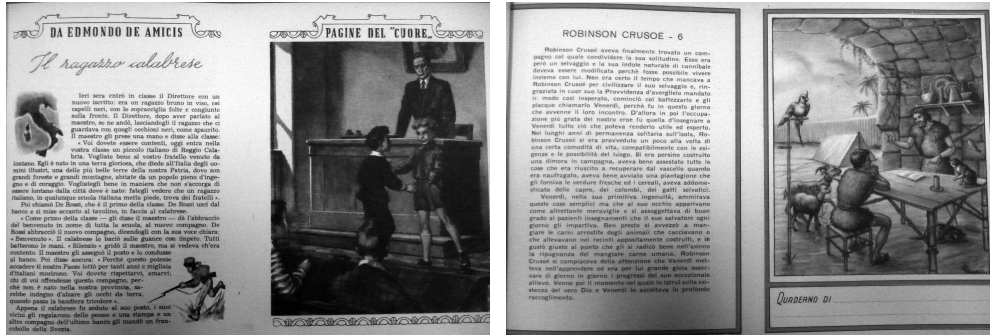 DA EDMONDO DE AMICIS
Il ragazzo calabrese
Ieri sera entrò in classe il Direttore con un
nuovo iscritto: era un ragazzo bruno in viso, coi
capelli neri, con le sopracciglia folte e congiunte
sulla fronte. Il Direttore, dopo aver parlato al
maestro, se ne andò, lasciandogli il ragazzo che ci
guardava con quegli occhioni neri, come spaurito.
Il maestro gli prese una mano e disse alla classe:
« Voi dovete essere contenti, oggi entra nella
vostra classe un piccolo italiano di Reggio Cala-
bria. Vogliate bene al vostro fratello venuto da
lontano. Egli è nato in una terra gloriosa, che diede all'Italia degli uo-
mini illustri, una delle più belle terre della nostra Patria, dove son
grandi foreste e grandi montagne, abitate da un popolo pieno d'inge-
gno e di coraggio. Vogliategli bene in maniera che non s'accorga di
essere lontano dalla città dove è nato: fategli vedere che un ragazzo
italiano, in qualunque scuola italiana metta piede, trova dei fratelli ».
Poi chiamò De Rossi, che è il primo della classe. De Rossi uscì dal
banco e si mise accanto al tavolino, in faccia al calabrese.
« Come primo della classe — gli disse il maestro — dà l'abbraccio
del benvenuto in nome di tutta la scuola, al nuovo compagno. De
Rossi abbracciò il nuovo compagno, dicendogli con la sua voce chiara:
« Benvenuto ». Il calabrese lo baciò sulle guance con impeto. Tutti
batterono le mani. « Silenzio » gridò il maestro, ma si vedeva ch'era
contento. Il maestro gli assegnò il posto e lo condusse
al banco. Poi disse ancora: « Perchè questo potesse
accadere il nostro Paese lottò per tanti anni e migliaia
d'italiani morirono. Voi dovete rispettarvi, amarvi;
chi di voi offendesse questo compagno, per-
chè non è nato nella nostra provincia, sa-
rebbe indegno d'alzare gli occhi da terra,
quando passa la bandiera tricolore ».
Appena il calabrese fu seduto al suo posto, i suoi
vicini gli regalarono delle penne e una stampa e un
altro compagno dell'ultimo banco gli mandò un fran-
cobollo della Svezia.
PAGINE DEL "CUORE„
ROBINSON CRUSOE - 6
Robinson Crusoè aveva finalmente trovato un com-
pagno col quale condividere la sua solitudine. Esso era
però un selvaggio e la sua indole naturale di cannibale
doveva essere modificata perchè fosse possibile vivere
insieme con lui. Nen era certo il tempo che mancava a
Robinson Crusoè per civilizzare il suo selvaggio e, rin-
graziata in cuor suo la Provvidenza d'averglielo mandato
in modo così insperato, cominciò col battezzarlo e gli
piacque chiamarlo Venerdì, perchè fu in questo giorno
che avvenne il loro incontro. D'allora in poi l'occupa-
zione più grata del nostro eroe fu quella d'insegnare a
Venerdì tutto ciò che poteva renderlo utile ed esperto.
Nei lunghi anni di permanenza solitaria sull'isola, Ro-
binson Crusoè si era provveduto un poco alla volta di
una certa comodità di vita, compatibilmente con le esi-
genze e le possibilità del luogo. Si era persino costruito
una dimora in campagna, aveva bene assestato tutte le
case che era riuscito a recuperare dal vascello quando
era naufragato, aveva bene avviato una piantagione che
gli forniva le verdure fresche ed i cereali, aveva addome-
sticato delle capre, dei colombi, dei gatti selvatici.
Venerdì, nella sua primitiva ingenuità, ammirava
queste cose semplici ma che al suo occhio apparivano
come altrettante meraviglie e si assoggettava di buon
grado ai pazienti insegnamenti che il suo salvatore ogni
giorno gli impartiva. Ben presto si avvezzò a man-
giare le carni arrostite degli animali che cacciavano e
che allevavano nei recinti appositamente costruiti, e le
gustò giusto al punto che gli si radicò bene nell'animo
la ripugnanza del mangiare carne umana. Robinson
Crusoè si compiaceva della attenzione che Venerdì met-
teva nell'apprendere ed era per lui grande gioia osser-
vare di giorno in giorno i progressi del suo eccezionale
allievo. Venne poi il momento nel quale lo istruì sulla esi-
stenza del vero Dio e Venerdì lo ascoltava in profondo
raccoglimento.
QUADERNO DI